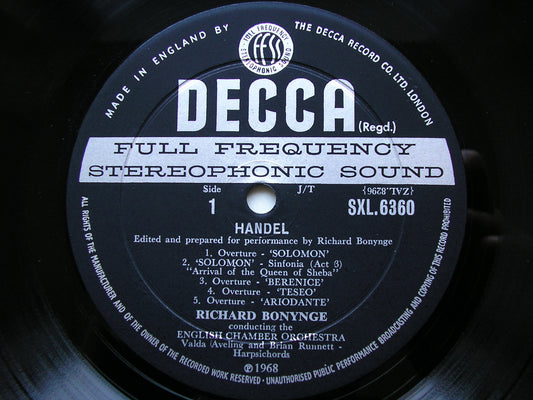 MADE IN ENGLAND BY THE DECCA RECORD CO. LTD. LONDON
FULL FREQUENCY
ffss
STEREOPHONIC SOUND
DECCA
(Regd.)
FULL FREQUENCY
STEREOPHONIC SOUND
Side
1
J/T
{ZAL.8296}
SXL.6360
HANDEL
Edited and prepared for performance by Richard Bonynge
1. Overture - 'SOLOMON'
2. 'SOLOMON' - Sinfonia (Act 3)
"Arrival of the Queen of Sheba"
3. Overture - 'BERENICE'
4. Overture - 'TESEO'
5. Overture - 'ARIODANTE'
RICHARD BONYNGE
conducting the
ENGLISH CHAMBER ORCHESTRA
Valda Aveling and Brian Runnett -
Harpsichords
℗1968
ALL RIGHTS OF THE MANUFACTURER AND OF THE OWNER OF THE RECORDED WORK RESERVED · UNAUTHORISED PUBLIC PERFORMANCE BROADCASTING AND COPYING OF THIS RECORD PROHIBITED